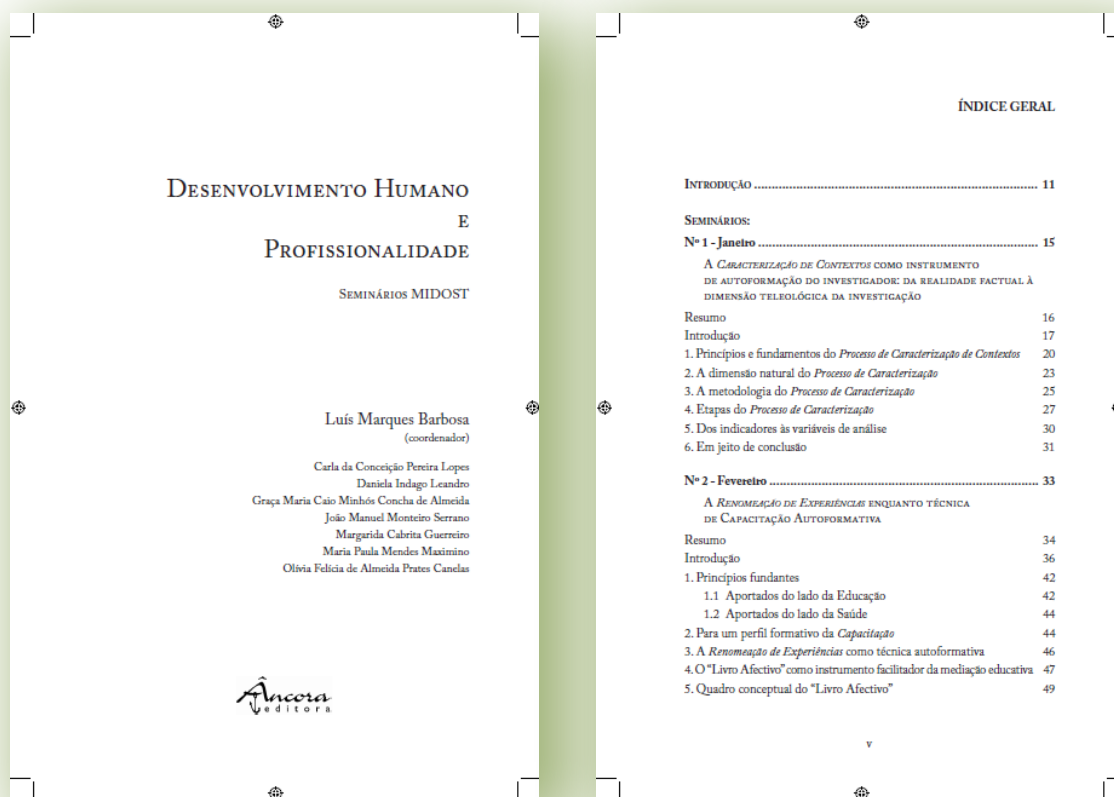 Desenvolvimento Humano
e
Profissionalidade
Seminários MIDOST
Luís Marques Barbosa
(coordenador)
Carla da Conceição Pereira Lopes
Daniela Indago Leandro
Graça Maria Caio Minhós Concha de Almeida
João Manuel Monteiro Serrano
Margarida Cabrita Guerreiro
Maria Paula Mendes Maximino
Olívia Felícia de Almeida Prates Canelas
Âncora
editora
ÍNDICE GERAL
Introdução .................................................................................. 11
Seminários:
Nº 1 - Janeiro ................................................................................ 15
A Caracterização de Contextos como instrumento
de autoformação do investigador: da realidade factual à
dimensão teleológica da investigação
Resumo 16
Introdução 17
1. Princípios e fundamentos do Processo de Caracterização de Contextos 20
2. A dimensão natural do Processo de Caracterização 23
3. A metodologia do Processo de Caracterização 25
4. Etapas do Processo de Caracterização 27
5. Dos indicadores às variáveis de análise 30
6. Em jeito de conclusão 31
Nº 2 - Fevereiro ............................................................................. 33
A Renomeação de Experiências enquanto técnica
de Capacitação Autoformativa
Resumo 34
Introdução 36
1. Princípios fundantes 42
1.1 Aportados do lado da Educação 42
1.2 Aportados do lado da Saúde 44
2. Para um perfil formativo da Capacitação 44
3. A Renomeação de Experiências como técnica autoformativa 46
4. O "Livro Afectivo" como instrumento facilitador da mediação educativa 47
5. Quadro conceptual do "Livro Afectivo" 49
v